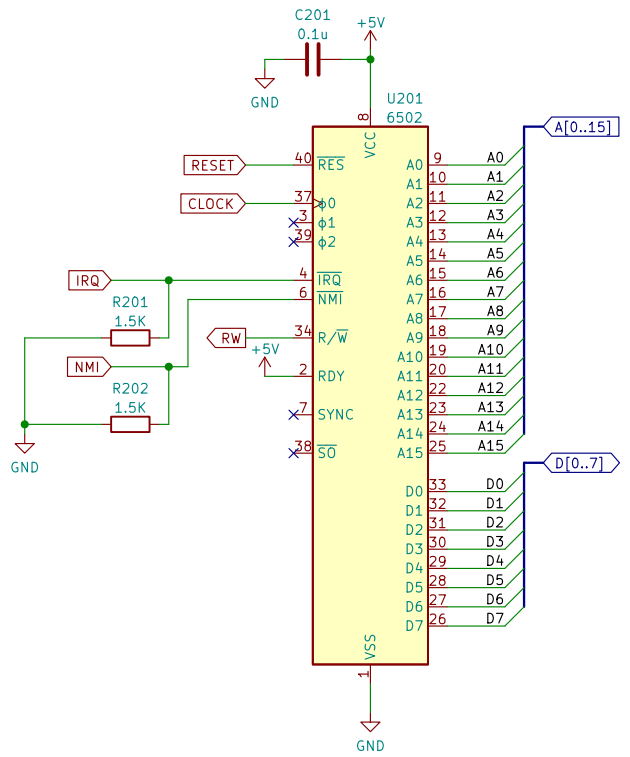 C201
0.1u
+5V
GND
U201
6502
8
VCC
A[0..15]
RESET
40
RES
A0
9
A0
A1
10
A1
CLOCK
37
ϕ0
A2
11
A2
3
ϕ1
A3
12
A3
39
ϕ2
A4
13
A4
A5
14
A5
IRQ
4
IRQ
A6
15
A6
R201
1.5K
6
NMI
A7
16
A7
A8
17
A8
RW
34
R/W
A9
18
A9
+5V
A10
19
A10
NMI
2
RDY
A11
20
A11
R202
1.5K
A12
21
A12
22
7
SYNC
A13
23
A13
A14
24
A14
38
SO
A15
25
A15
GND
D[0..7]
D0
33
D0
D1
32
D1
D2
31
D2
D3
30
D3
D4
29
D4
D5
28
D5
D6
27
D6
D7
26
D7
VSS
1
GND